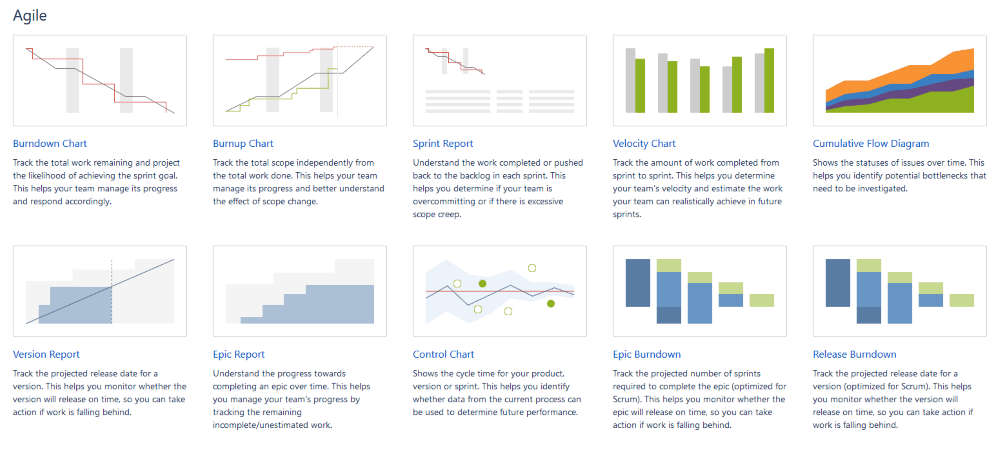 Agile
Burndown Chart
Track the total work remaining and project
the likelihood of achieving the sprint goal.
This helps your team manage its progress
and respond accordingly.
Burnup Chart
Track the total scope independently from
the total work done. This helps your team
manage its progress and better understand
the effect of scope change.
Sprint Report
Understand the work completed or pushed
back to the backlog in each sprint. This
helps you determine if your team is
overcommitting or if there is excessive
scope creep.
Velocity Chart
Track the amount of work completed from
sprint to sprint. This helps you determine
your team's velocity and estimate the work
your team can realistically achieve in future
sprints.
Cumulative Flow Diagram
Shows the statuses of issues over time. This
helps you identify potential bottlenecks that
need to be investigated.
Version Report
Track the projected release date for a
version. This helps you monitor whether the
version will release on time, so you can take
action if work is falling behind.
Epic Report
Understand the progress towards
completing an epic over time. This helps
you manage your team's progress by
tracking the remaining
incomplete/unestimated work.
Control Chart
Shows the cycle time for your product,
version or sprint. This helps you identify
whether data from the current process can
be used to determine future performance.
Epic Burndown
Track the projected number of sprints
required to complete the epic (optimized for
Scrum). This helps you monitor whether the
epic will release on time, so you can take
action if work is falling behind.
Release Burndown
Track the projected release date for a
version (optimized for Scrum). This helps
you monitor whether the version will
release on time, so you can take action if
work is falling behind.